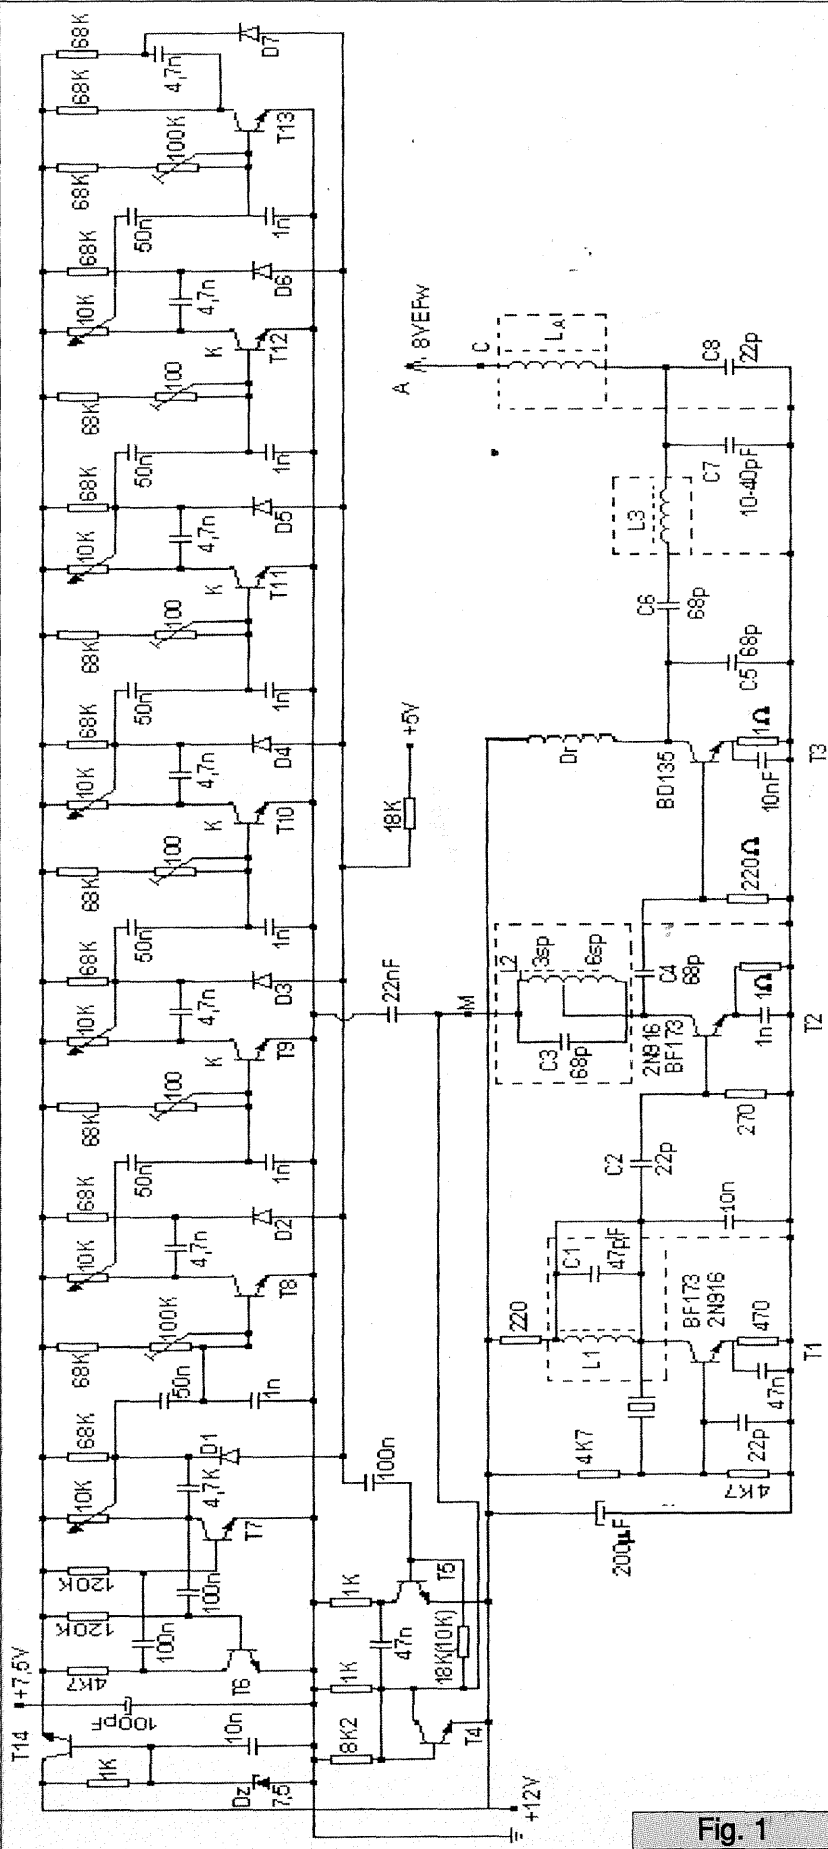 68K
68K
4,7n
D7
68K
100K
T13
68K
50n
1n
10K
4,7n
D6
68K
100
K
T12
68K
50n
1n
10K
4,7n
D5
68K
100
K
T11
68K
50n
1n
10K
4,7n
D4
68K
100
K
T10
68K
50n
1n
10K
4,7n
D3
68K
100
K
T9
68K
50n
1n
10K
4,7n
D2
68K
100K
T8
68K
50n
1n
10K
4,7K
D1
120K
T7
120K
100n
100n
4K7
T6
+7,5V
100pF
T14
10n
1K
Dz
7,5
18K
+5V
22nF
M
100n
1K
T5
47n
18K(10K)
1K
8K2
T4
+12V
A
8VEFw
C
LA
C8
22p
C7
10-40pF
L3
C6
68p
C5
68p
Dr
BD135
1Ω
10nF
T3
220Ω
L2
3sp
6sp
C3
68p
C4
68p
2N916
BF173
1n
1Ω
T2
C2
22p
270
10n
C1
47p/F
220
L1
BF173
2N916
470
47n
T1
4K7
22p
4K7
200µF
Fig. 1